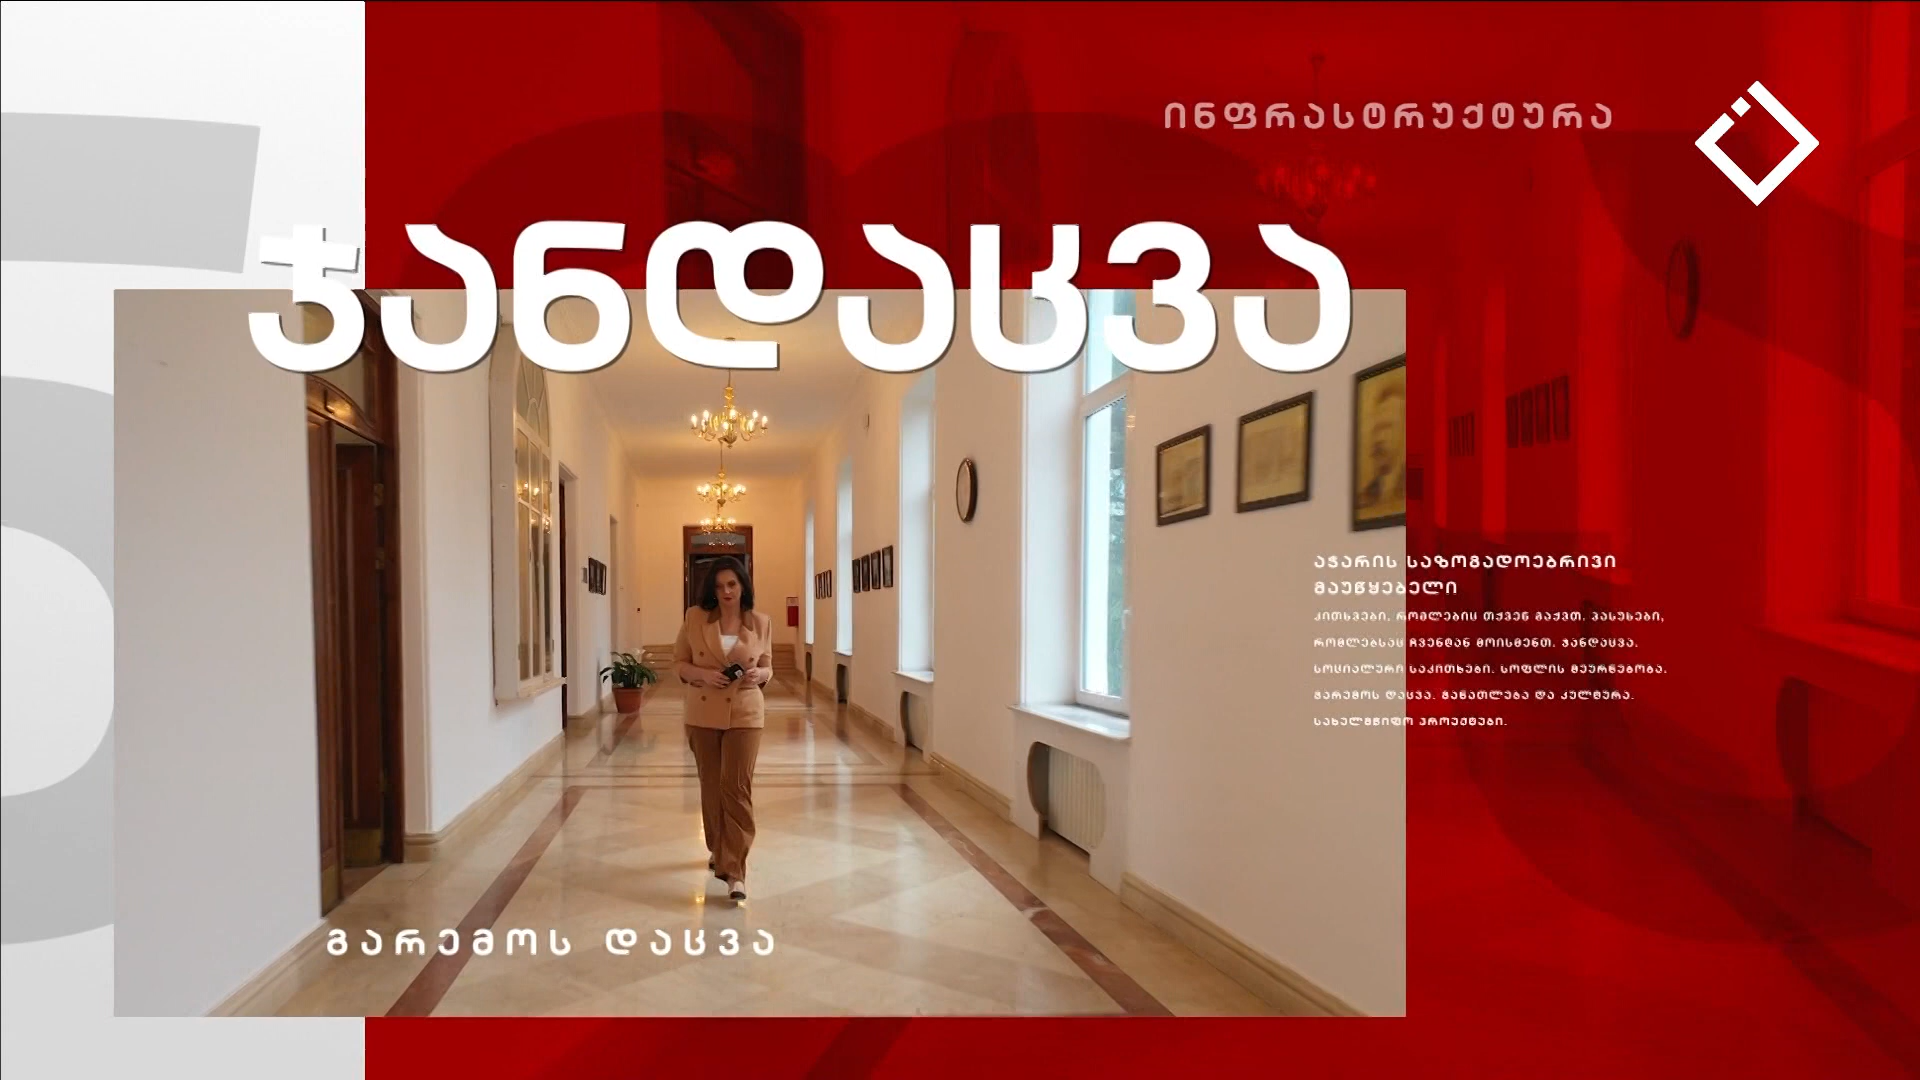 ინფრასტრუქტურა
ჯანდაცვა
აჭარის საზოგადოებრივი
მაუწყებელი
კითხვები, რომლებიც თქვენ გაქვთ, პასუხები,
რომლებსაც ჩვენგან მოისმენთ. ჯანდაცვა.
სოციალური საკითხები. სოფლის მეურნეობა.
გარემოს დაცვა. განათლება და კულტურა.
სახელმწიფო პროექტები.
გარემოს დაცვა